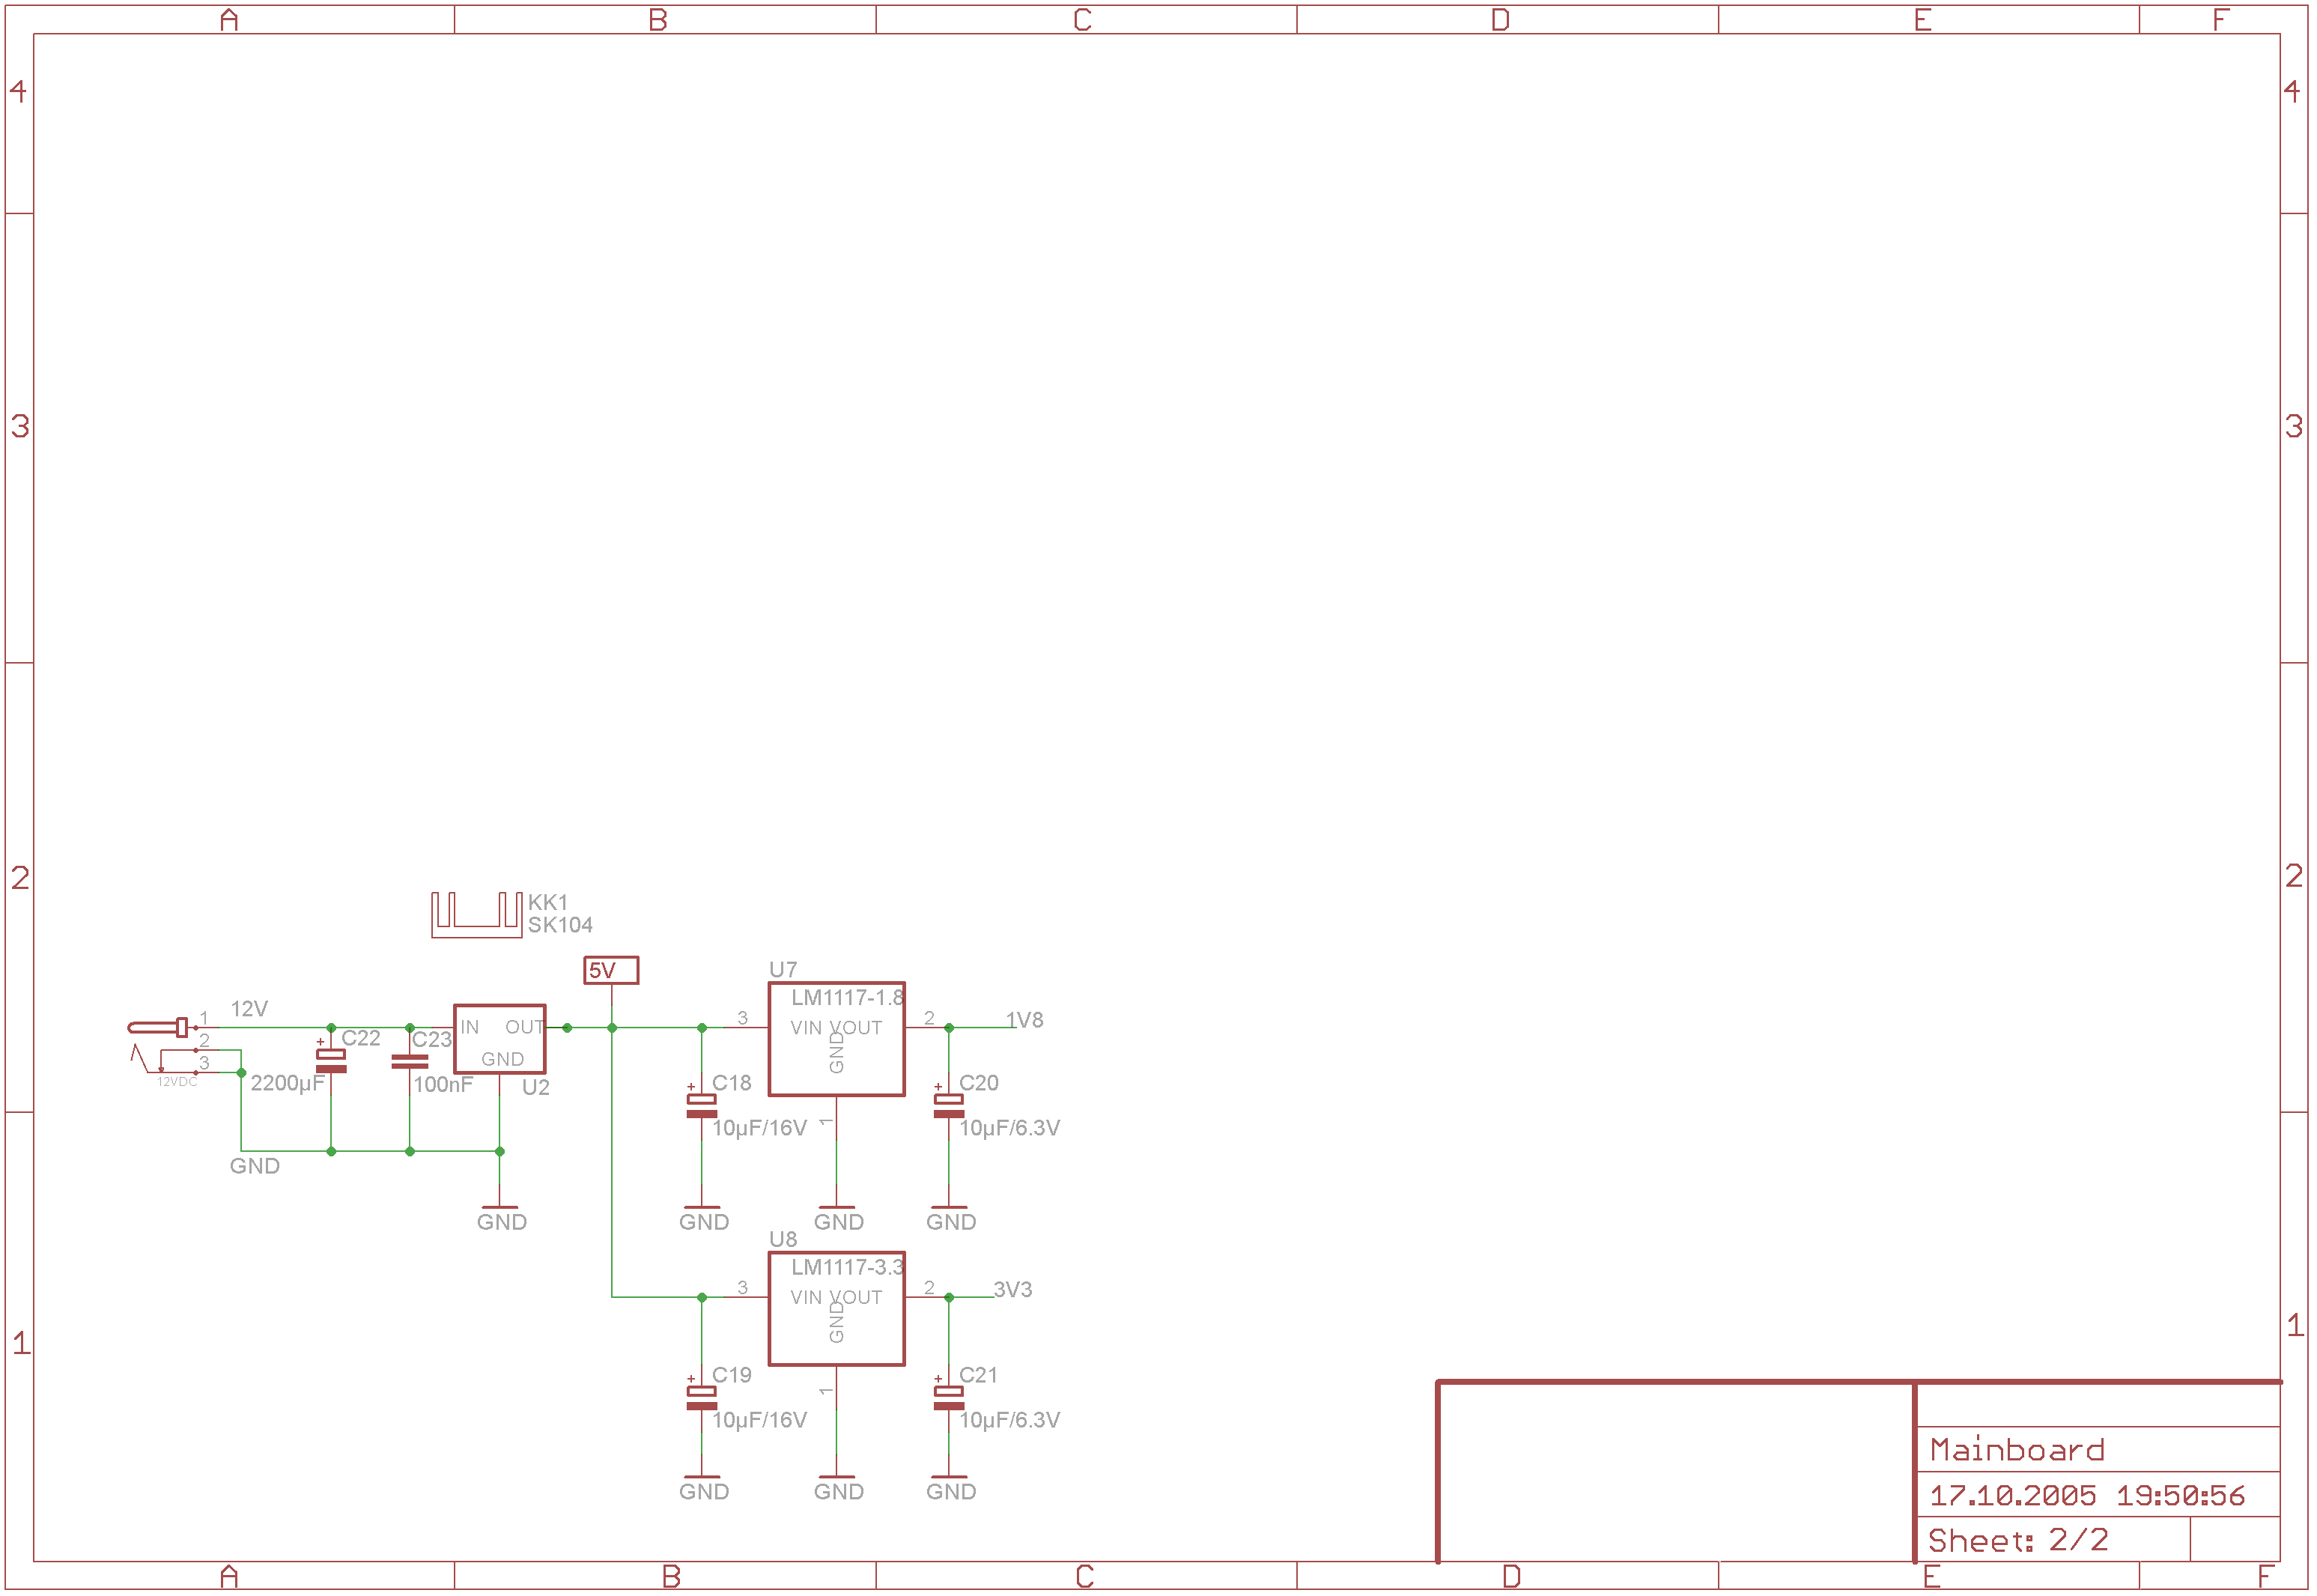 A B C D E F
4 4
3 3
2 2
1 1
KK1
SK104
5V
12V
1
2
3
12VDC
C22
2200µF
C23
100nF
IN OUT
GND
U2
GND
GND
U7
LM1117-1.8
3 VIN VOUT 2
GND
1
1V8
C18
10µF/16V
C20
10µF/6.3V
GND GND GND
U8
LM1117-3.3
3 VIN VOUT 2
GND
1
3V3
C19
10µF/16V
C21
10µF/6.3V
GND GND GND
Mainboard
17.10.2005 19:50:56
Sheet: 2/2
A B C D E F